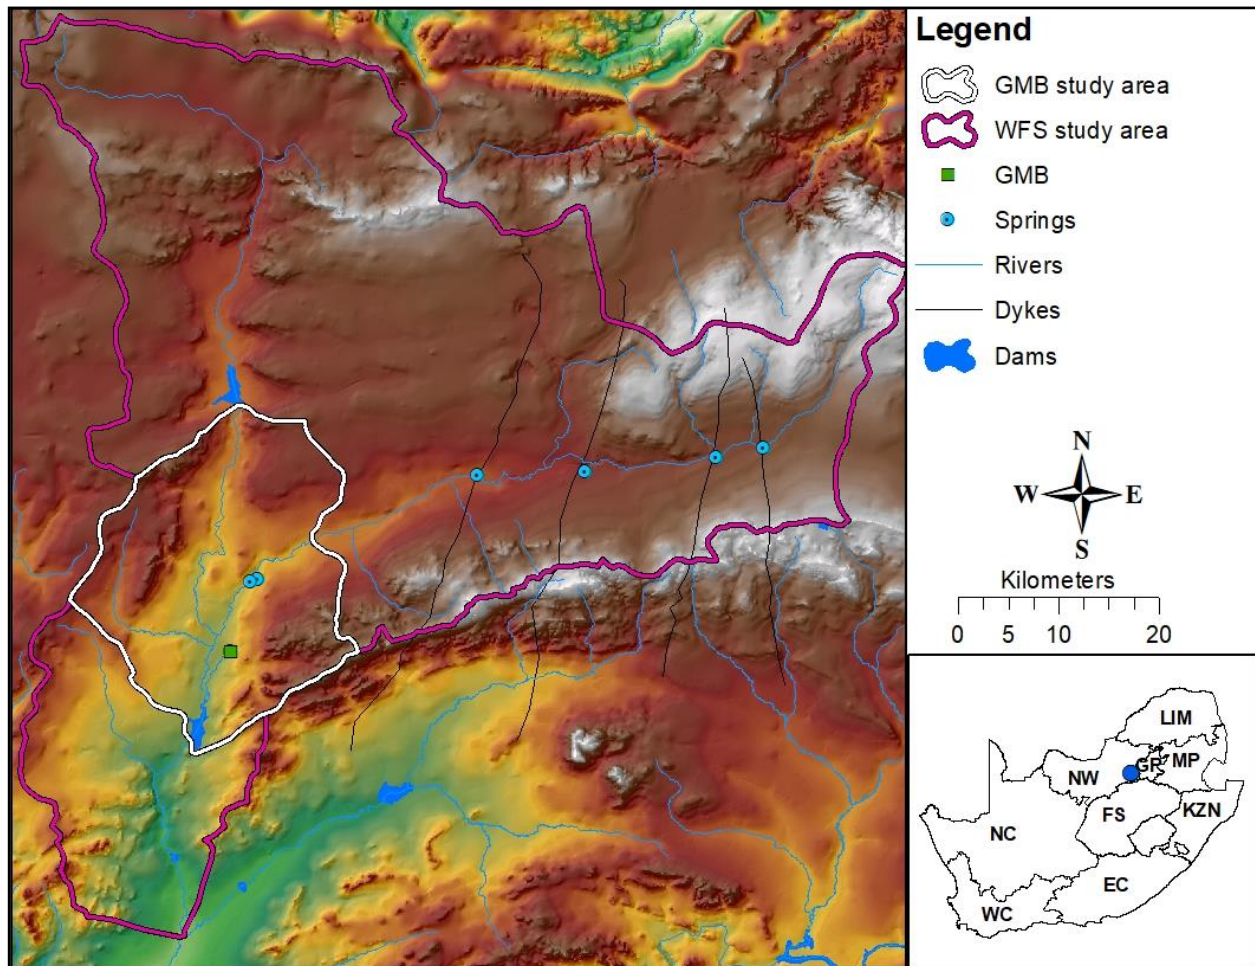 Legend
GMB study area
WFS study area
GMB
Springs
Rivers
Dykes
Dams
N
W E
S
Kilometers
0 5 10 20
LIM
GP MP
NW
FS KZN
NC
EC
WC